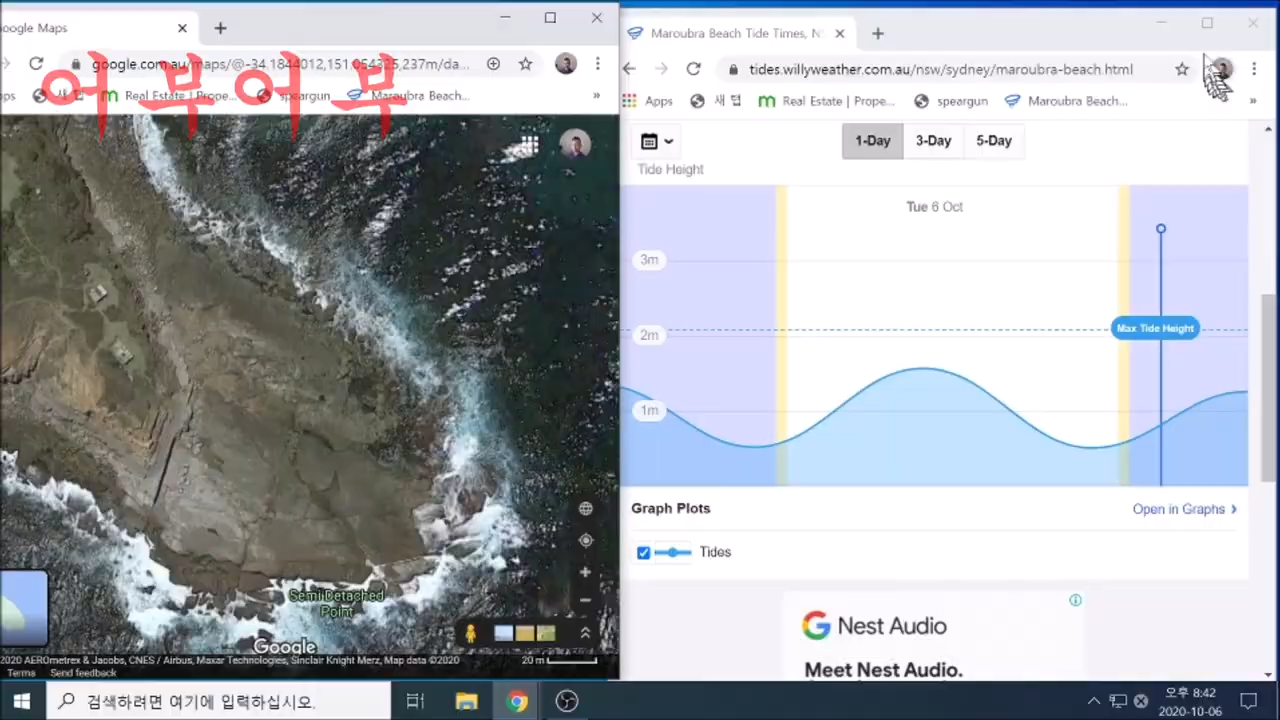 oogle Maps
google.com.au/maps/@-34.1844012,151.054325,237m/da...
새 탭
Real Estate | Prope...
speargun
Maroubra Beach...
»
어부이부
Semi Detached
Point
Google
2020 AEROmetrex & Jacobs, CNES / Airbus, Maxar Technologies, Sinclair Knight Merz, Map data ©2020
20 m
Terms
Send feedback
Maroubra Beach Tide Times, N
tides.willyweather.com.au/nsw/sydney/maroubra-beach.html
Apps
새 탭
Real Estate | Prope...
speargun
Maroubra Beach...
»
1-Day
3-Day
5-Day
Tide Height
Tue 6 Oct
3m
2m
Max Tide Height
1m
Graph Plots
Open in Graphs
Tides
Nest Audio
Meet Nest Audio.
검색하려면 여기에 입력하십시오.
오후 8:42
2020-10-06